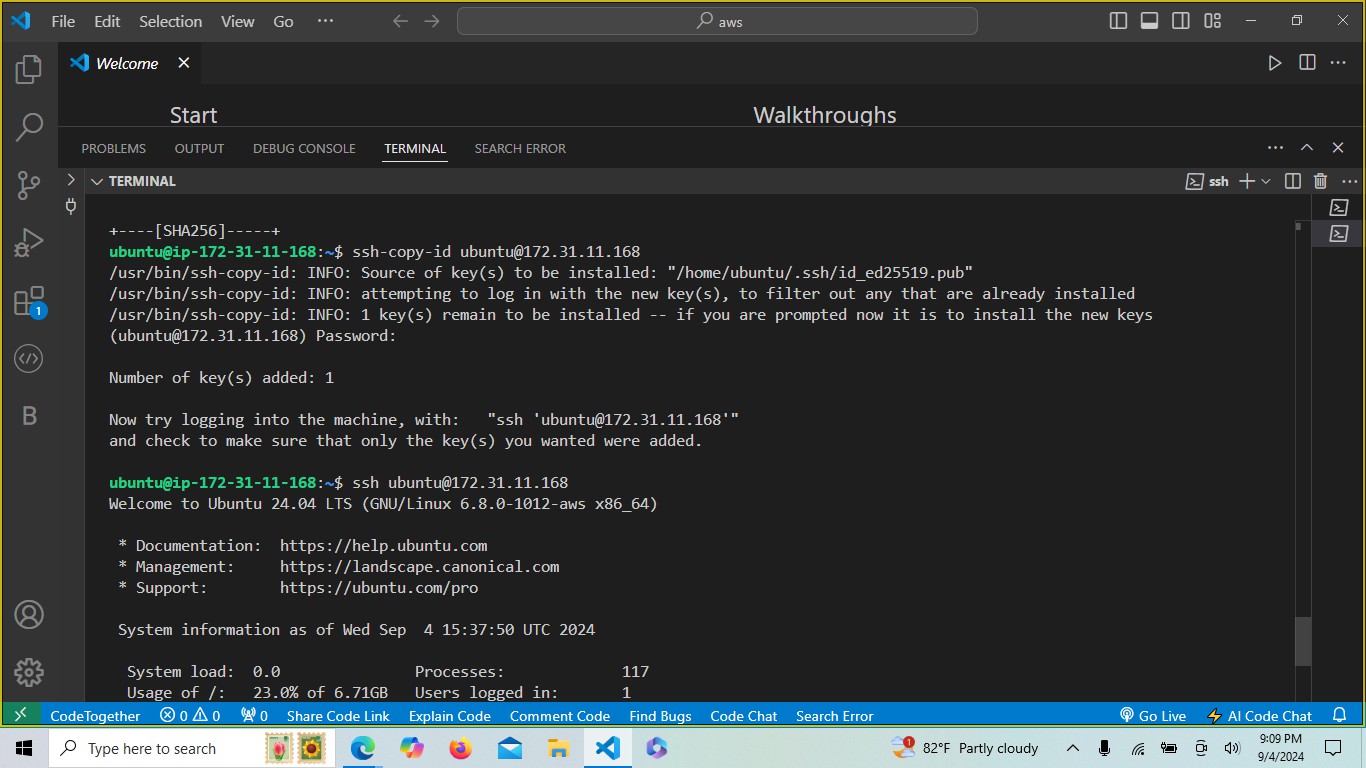 File Edit Selection View Go ···
aws
Welcome
Start Walkthroughs
PROBLEMS OUTPUT DEBUG CONSOLE TERMINAL SEARCH ERROR
TERMINAL
ssh
+----[SHA256]-----+
ubuntu@ip-172-31-11-168:~$ ssh-copy-id ubuntu@172.31.11.168
/usr/bin/ssh-copy-id: INFO: Source of key(s) to be installed: "/home/ubuntu/.ssh/id_ed25519.pub"
/usr/bin/ssh-copy-id: INFO: attempting to log in with the new key(s), to filter out any that are already installed
/usr/bin/ssh-copy-id: INFO: 1 key(s) remain to be installed -- if you are prompted now it is to install the new keys
(ubuntu@172.31.11.168) Password:
Number of key(s) added: 1
Now try logging into the machine, with:   "ssh 'ubuntu@172.31.11.168'"
and check to make sure that only the key(s) you wanted were added.
ubuntu@ip-172-31-11-168:~$ ssh ubuntu@172.31.11.168
Welcome to Ubuntu 24.04 LTS (GNU/Linux 6.8.0-1012-aws x86_64)
* Documentation:  https://help.ubuntu.com
* Management:     https://landscape.canonical.com
* Support:        https://ubuntu.com/pro
System information as of Wed Sep  4 15:37:50 UTC 2024
System load:  0.0               Processes:             117
Usage of /:   23.0% of 6.71GB   Users logged in:       1
1
B
CodeTogether 0 0 0 Share Code Link Explain Code Comment Code Find Bugs Code Chat Search Error Go Live AI Code Chat
Type here to search
1 82°F Partly cloudy
9:09 PM
9/4/2024